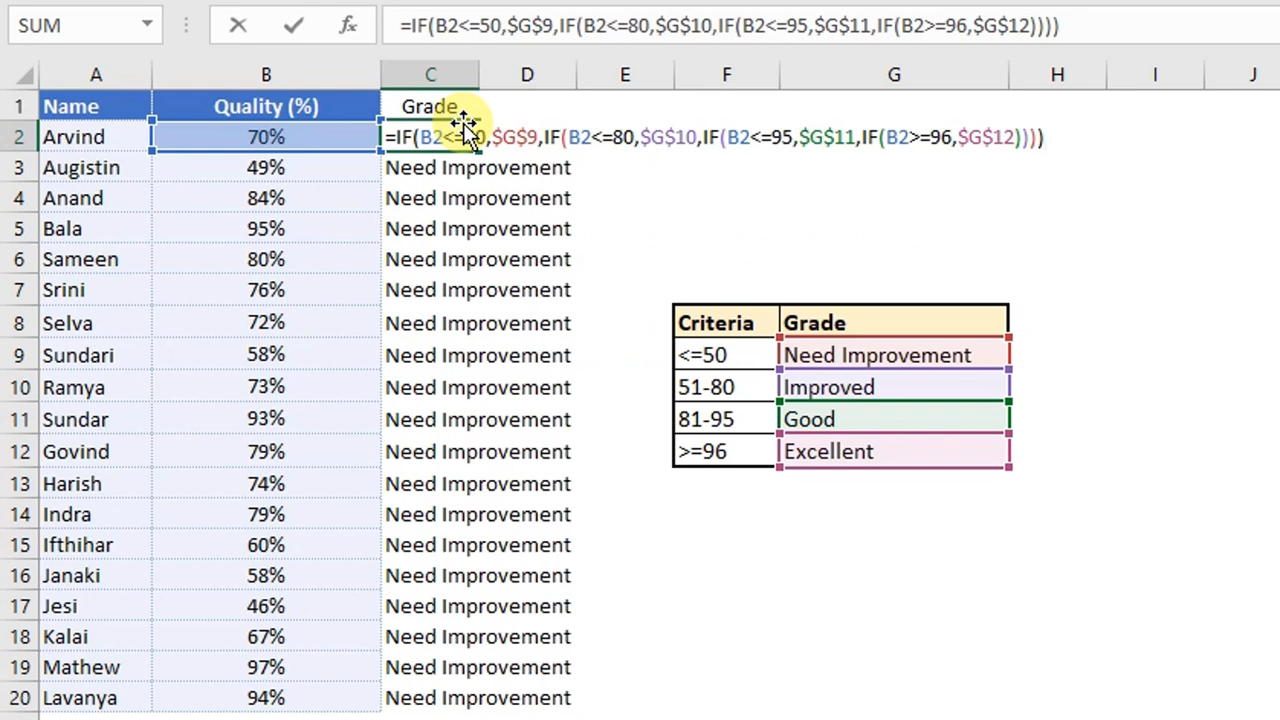 SUM =IF(B2<=50,$G$9,IF(B2<=80,$G$10,IF(B2<=95,$G$11,IF(B2>=96,$G$12))))
A B C D E F G H I J
1 Name Quality (%) Grade
2 Arvind 70% =IF(B2<=50,$G$9,IF(B2<=80,$G$10,IF(B2<=95,$G$11,IF(B2>=96,$G$12))))
3 Augistin 49% Need Improvement
4 Anand 84% Need Improvement
5 Bala 95% Need Improvement
6 Sameen 80% Need Improvement
7 Srini 76% Need Improvement
8 Selva 72% Need Improvement Criteria Grade
9 Sundari 58% Need Improvement <=50 Need Improvement
10 Ramya 73% Need Improvement 51-80 Improved
11 Sundar 93% Need Improvement 81-95 Good
12 Govind 79% Need Improvement >=96 Excellent
13 Harish 74% Need Improvement
14 Indra 79% Need Improvement
15 Ifthihar 60% Need Improvement
16 Janaki 58% Need Improvement
17 Jesi 46% Need Improvement
18 Kalai 67% Need Improvement
19 Mathew 97% Need Improvement
20 Lavanya 94% Need Improvement